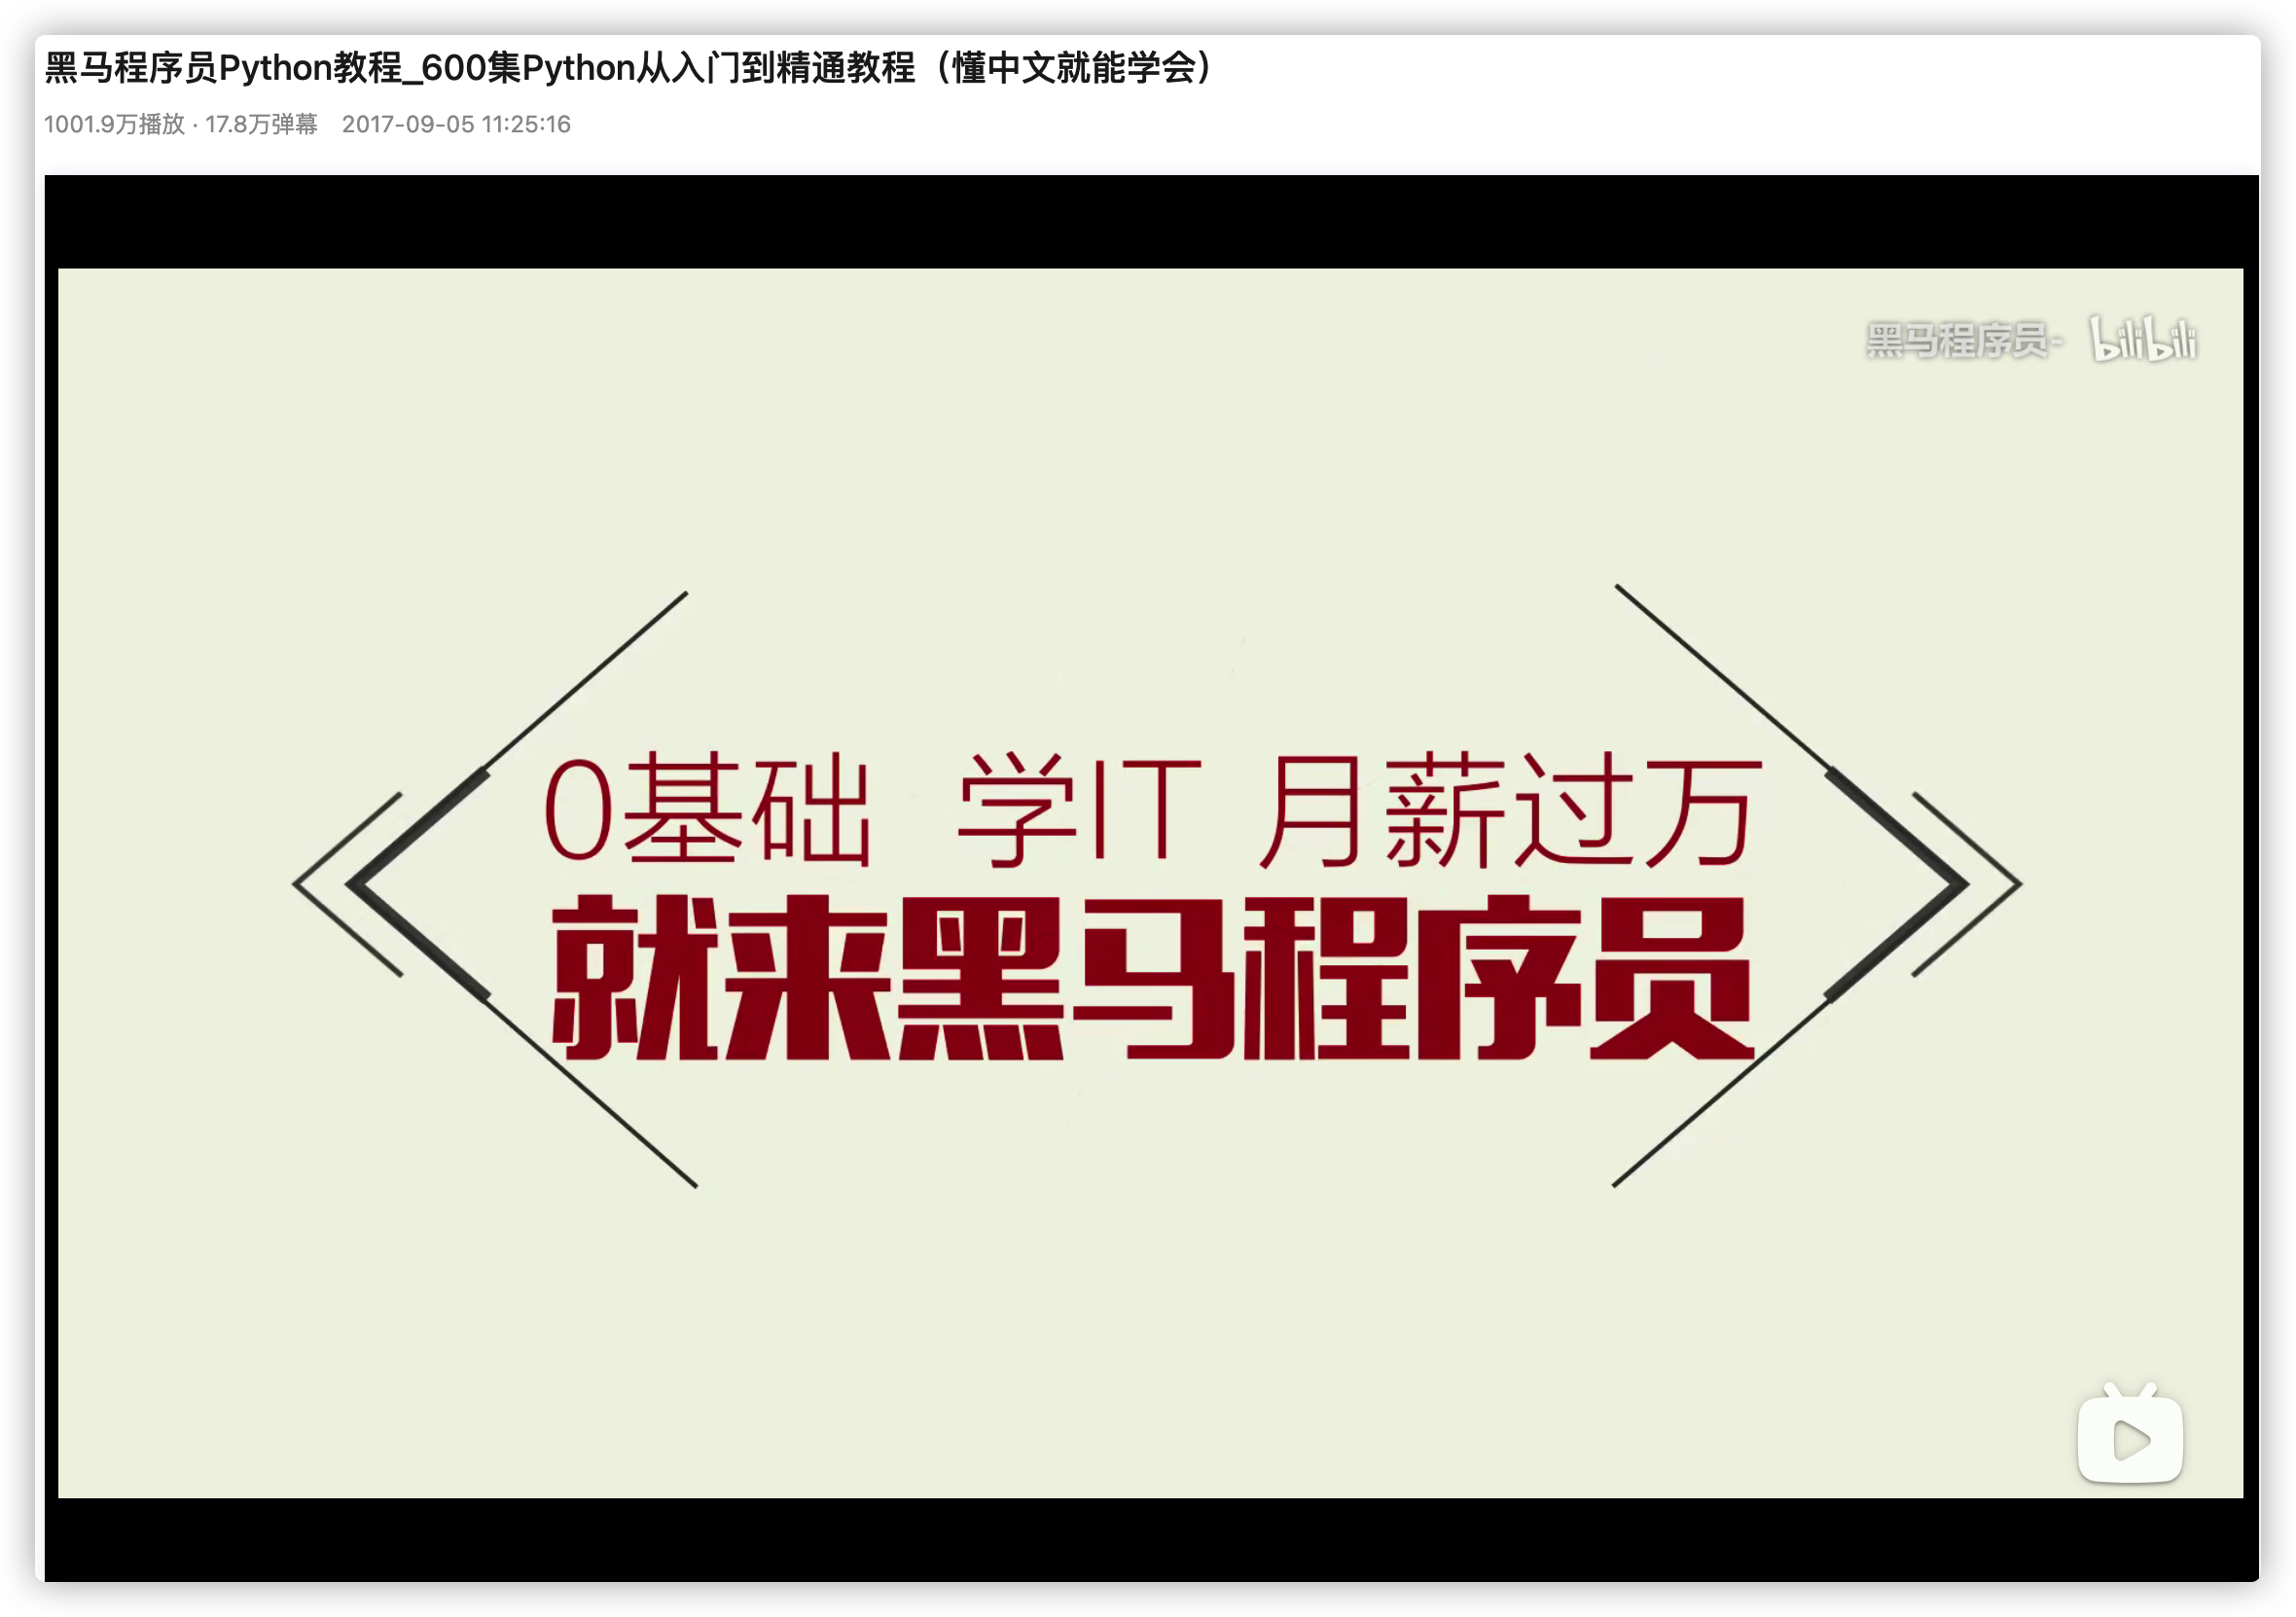 黑马程序员Python教程_600集Python从入门到精通教程（懂中文就能学会）
1001.9万播放 · 17.8万弹幕 2017-09-05 11:25:16
黑马程序员- bilibili
0基础 学IT 月薪过万
就来黑马程序员